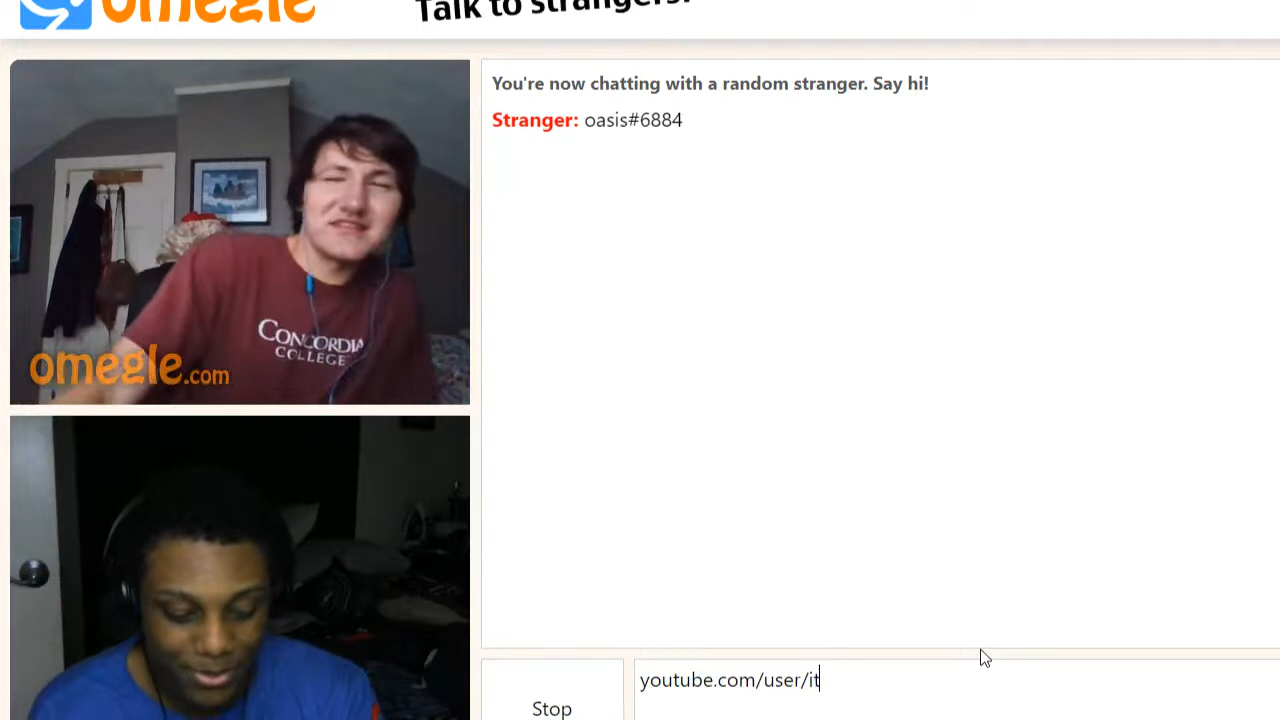 omegle
Talk to strangers!
You're now chatting with a random stranger. Say hi!
Stranger: oasis#6884
CONCORDIA
COLLEGE
omegle.com
youtube.com/user/it
Stop